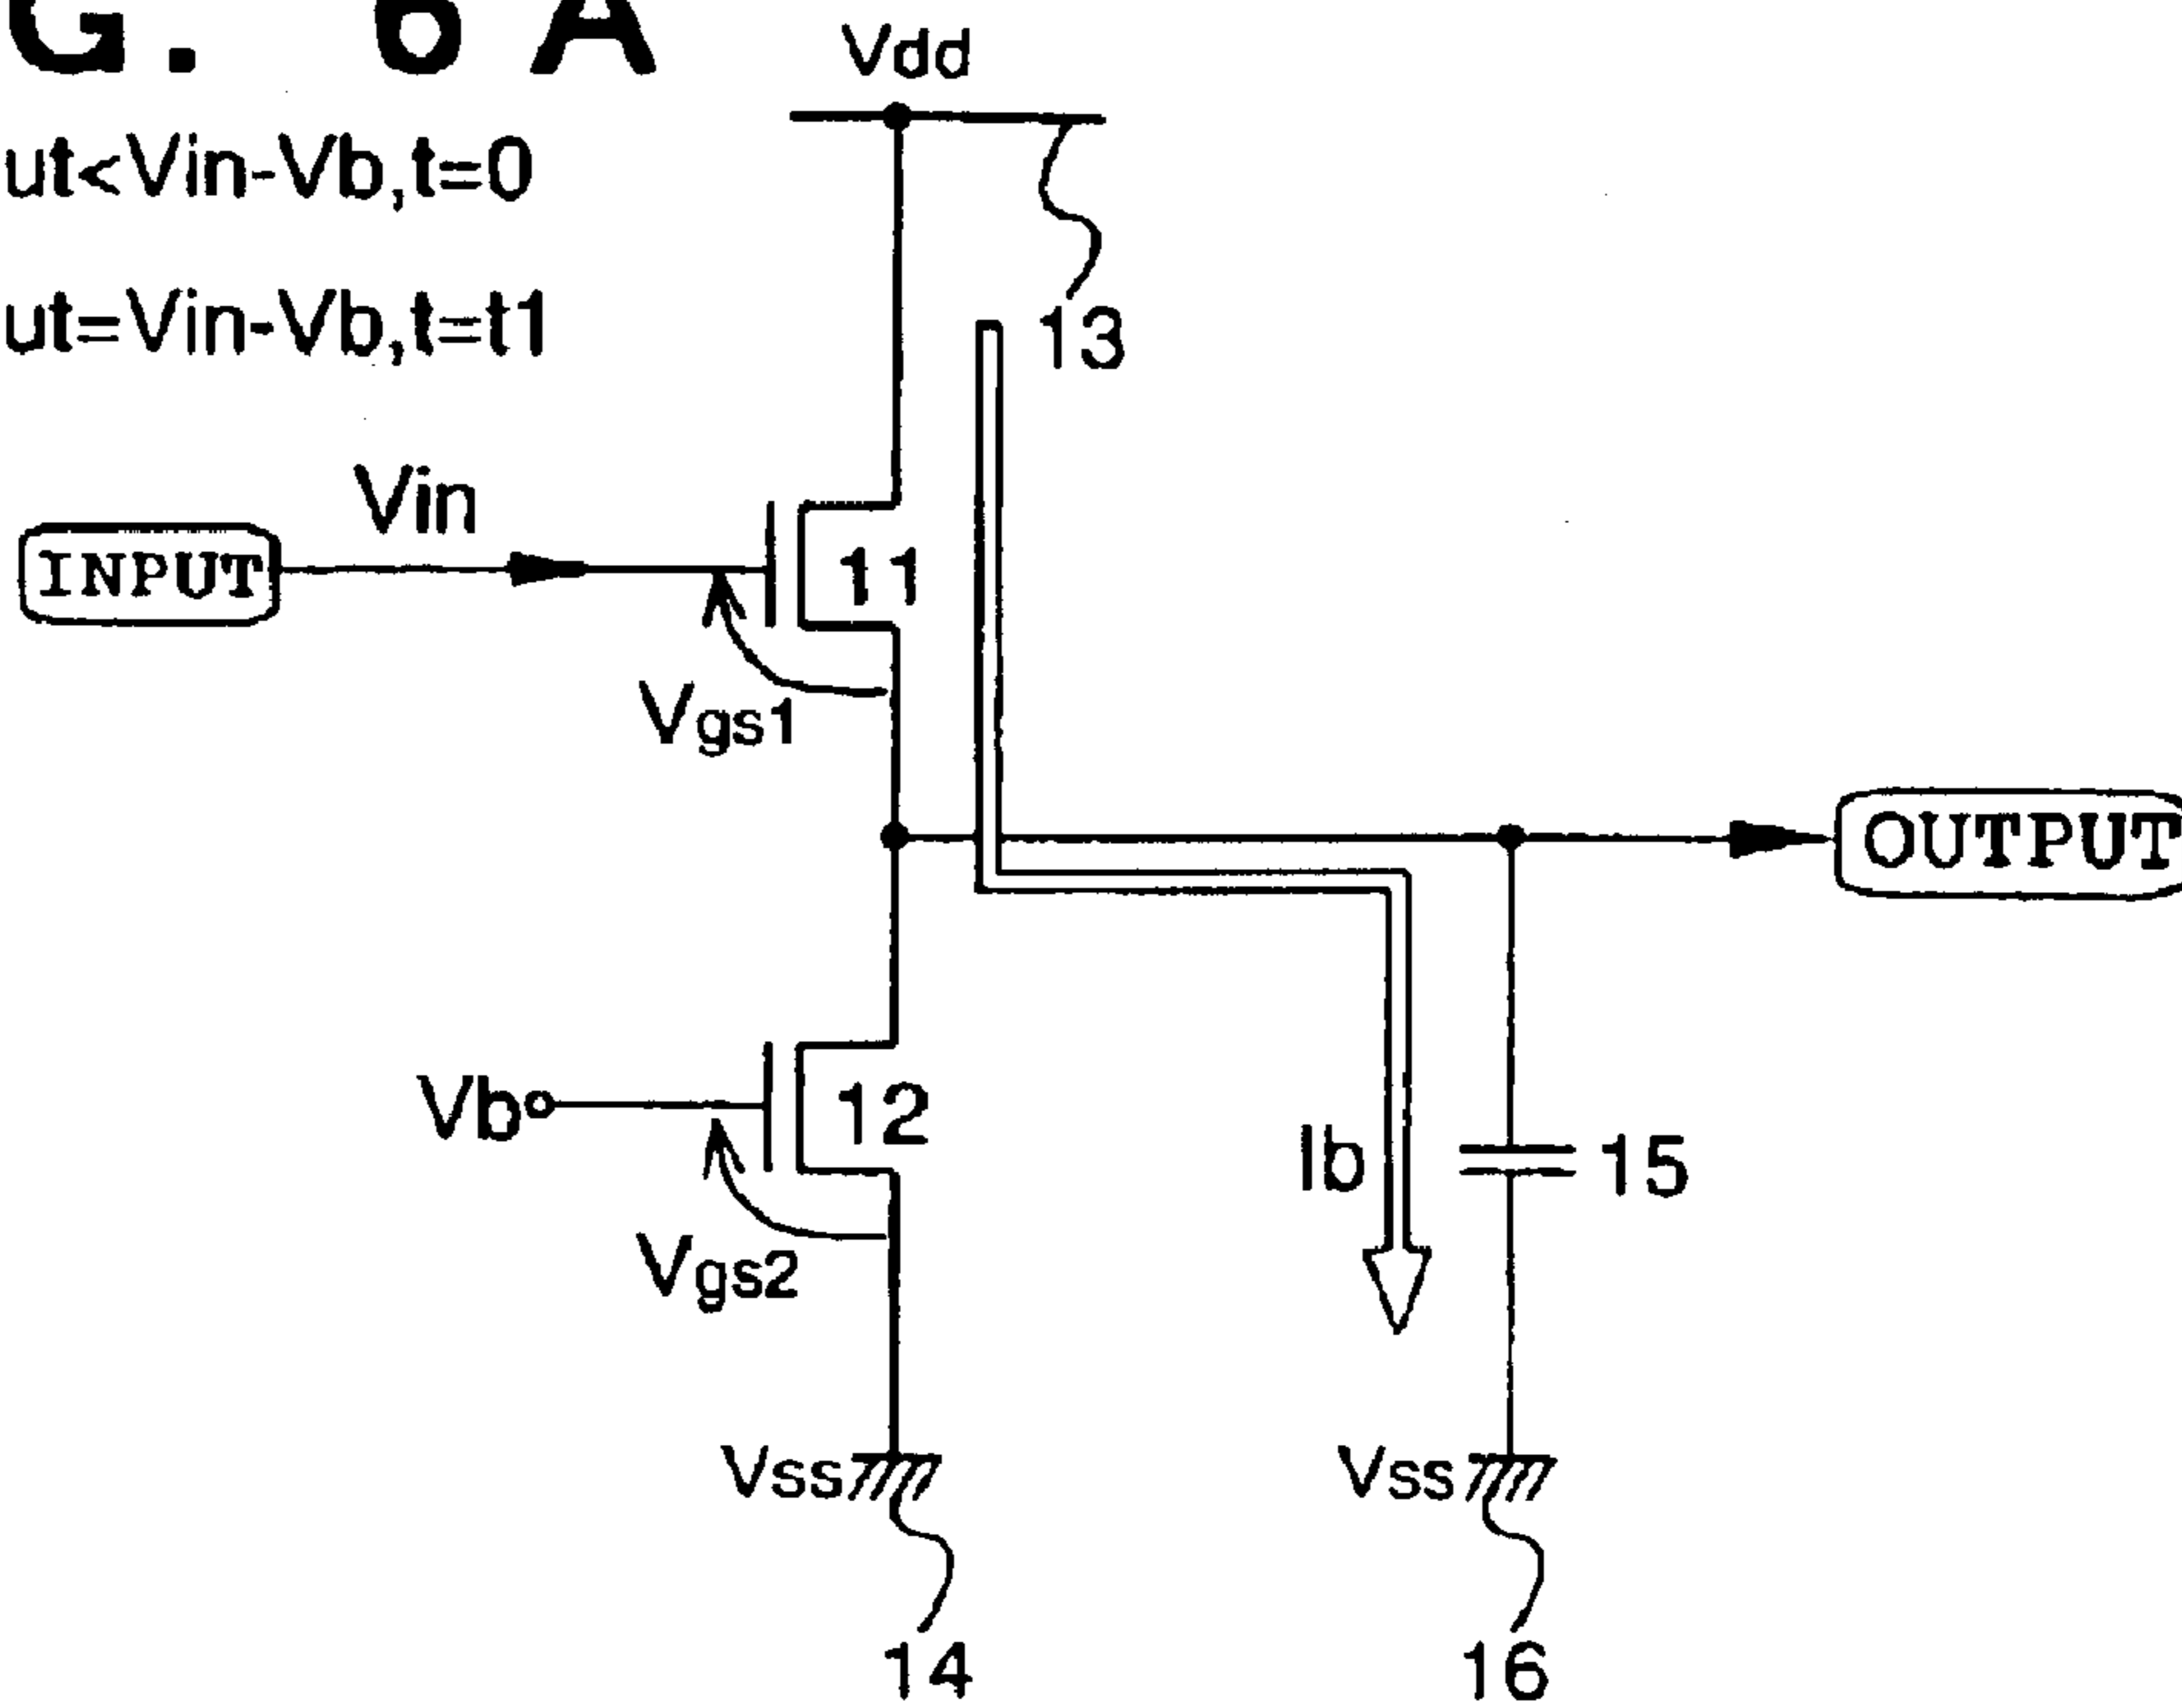 G. 6A
Vdd
ut<Vin-Vb,t=0
ut=Vin-Vb,t=t1
13
Vin
INPUT
11
Vgs1
OUTPUT
Vb
12
Ib
15
Vgs2
Vss
Vss
14
16